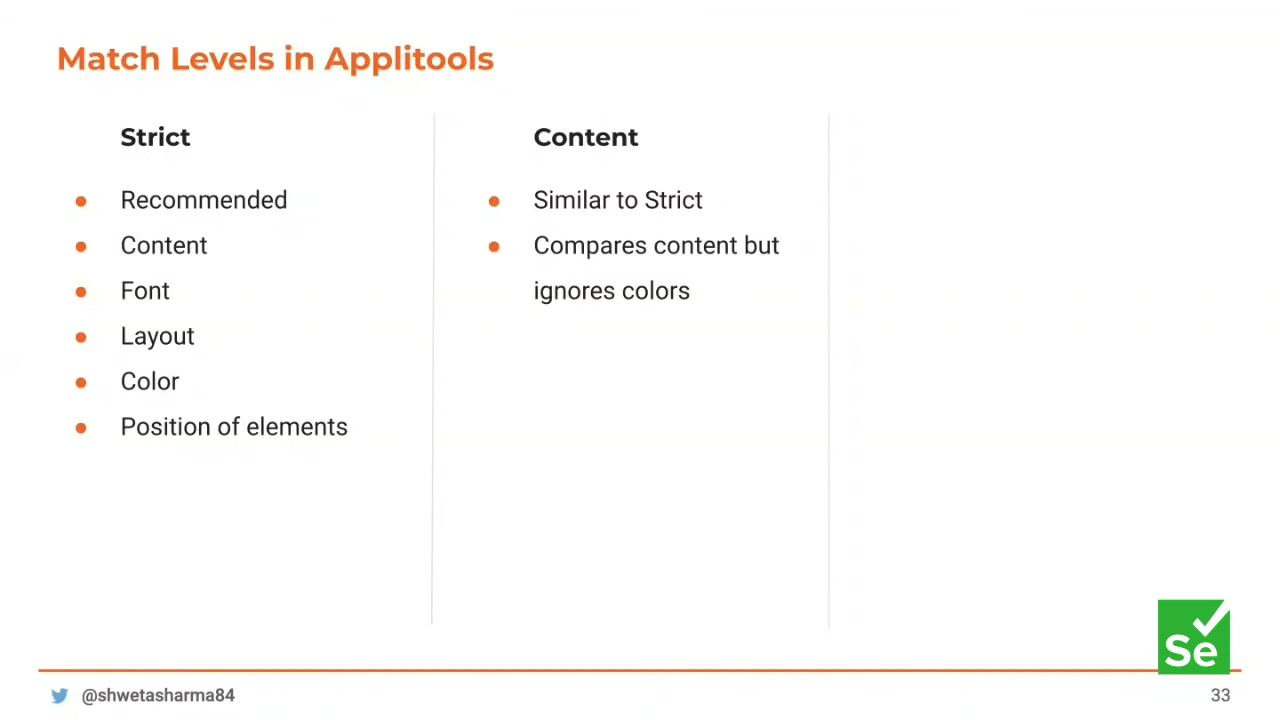 Match Levels in Applitools
Strict
Recommended
Content
Font
Layout
Color
Position of elements
Content
Similar to Strict
Compares content but
ignores colors
Se
@shwetasharma84
33